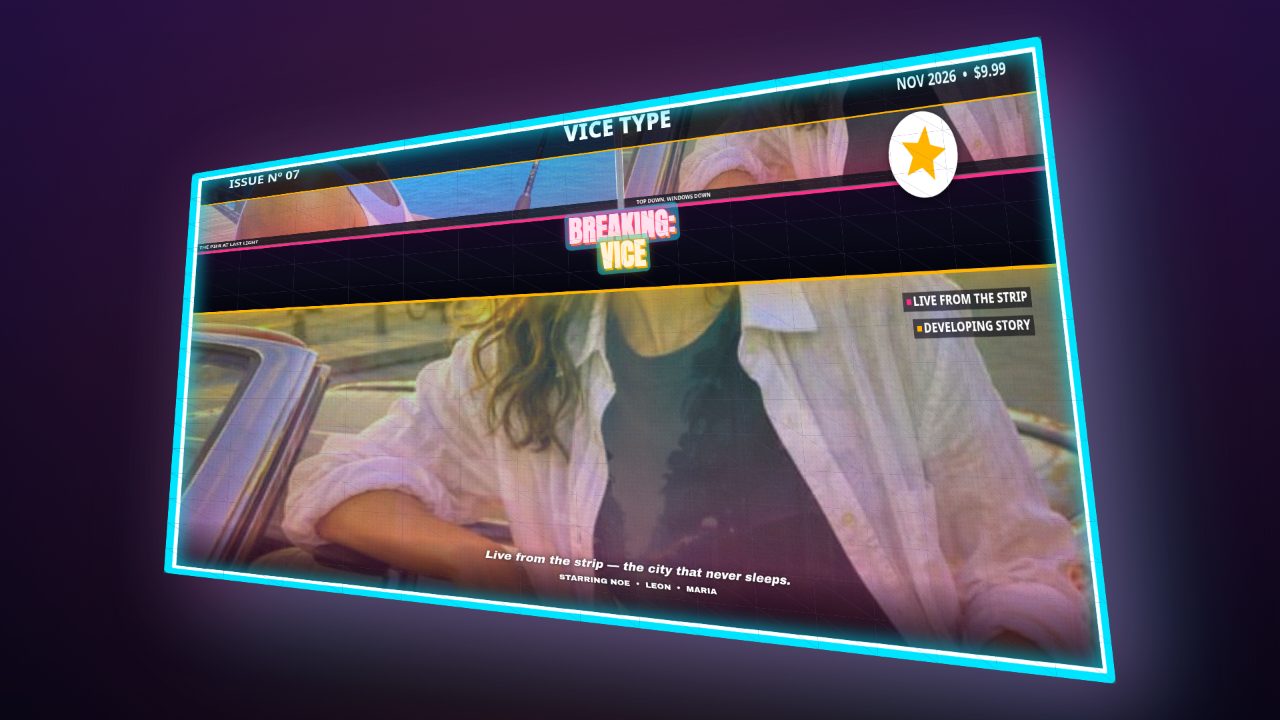 NOV 2026 • $9.99
VICE TYPE
ISSUE Nº 07
TOP DOWN, WINDOWS DOWN
THE PIER AT LAST LIGHT
BREAKING:
VICE
LIVE FROM THE STRIP
DEVELOPING STORY
Live from the strip — the city that never sleeps.
STARRING NOE • LEON • MARIA